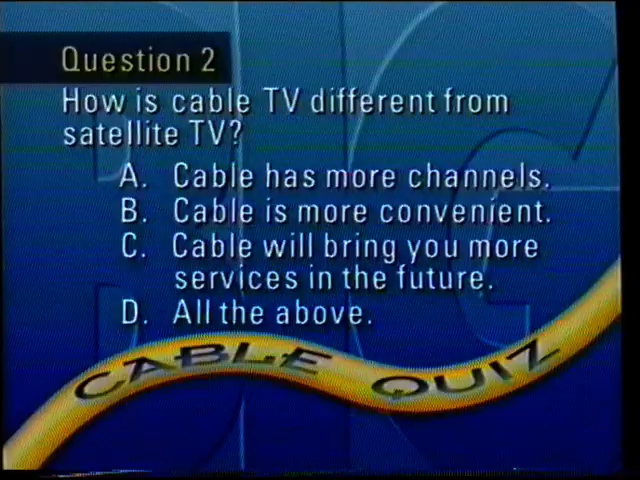 Question 2
How is cable TV different from
satellite TV?
A. Cable has more channels.
B. Cable is more convenient.
C. Cable will bring you more
services in the future.
D. All the above.
CABLE QUIZ